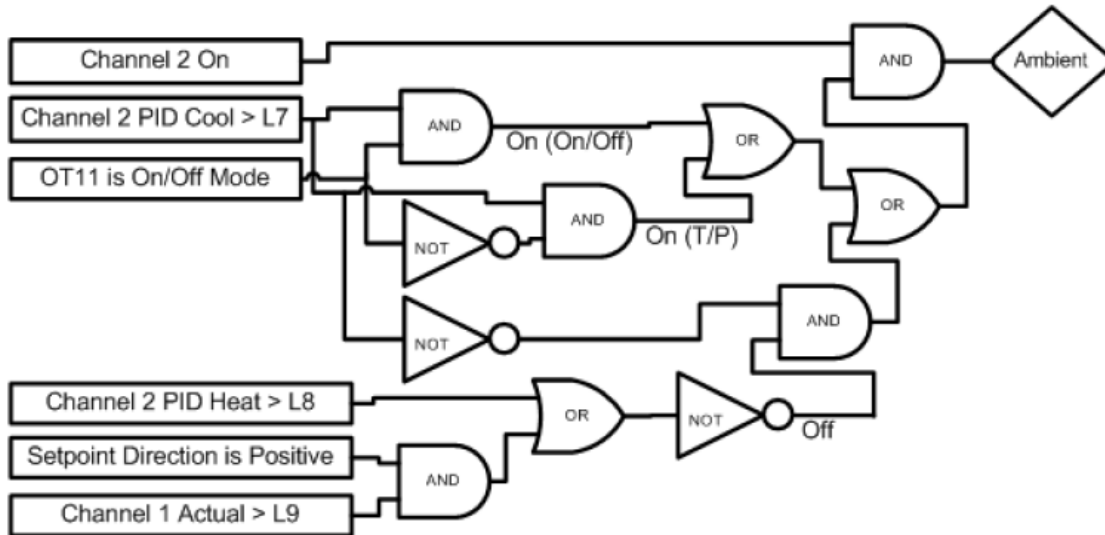 Channel 2 On
AND
Ambient
Channel 2 PID Cool > L7
AND
On (On/Off)
OR
OT11 is On/Off Mode
AND
On (T/P)
OR
NOT
NOT
AND
Channel 2 PID Heat > L8
OR
NOT
Off
Setpoint Direction is Positive
AND
Channel 1 Actual > L9